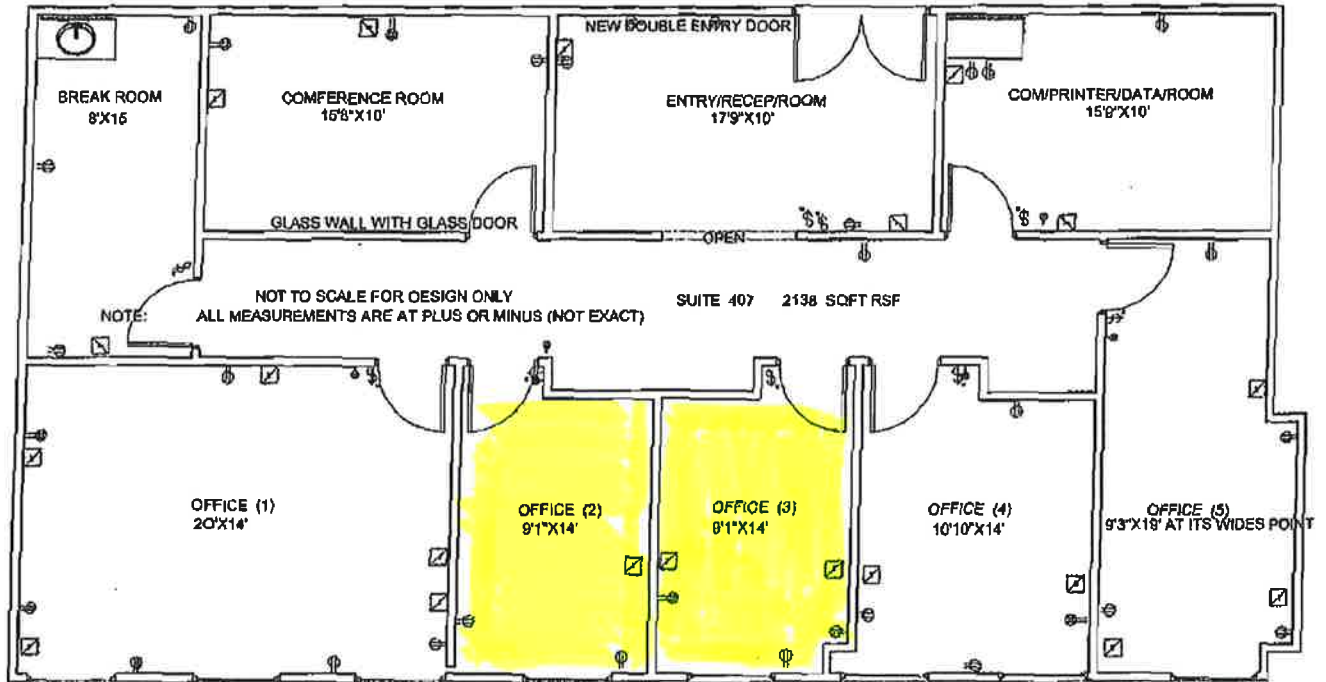 NEW DOUBLE ENTRY DOOR
BREAK ROOM
8'X15
COMFERENCE ROOM
15'8"X10'
ENTRY/RECEP/ROOM
17'9"X10'
COM/PRINTER/DATA/ROOM
15'9"X10'
GLASS WALL WITH GLASS DOOR
OPEN
NOTE:
NOT TO SCALE FOR DESIGN ONLY
ALL MEASUREMENTS ARE AT PLUS OR MINUS (NOT EXACT)
SUITE 407 2138 SQFT RSF
OFFICE (1)
20'X14'
OFFICE (2)
9'1"X14'
OFFICE (3)
9'1"X14'
OFFICE (4)
10'10"X14'
OFFICE (5)
9'3"X19' AT ITS WIDES POINT